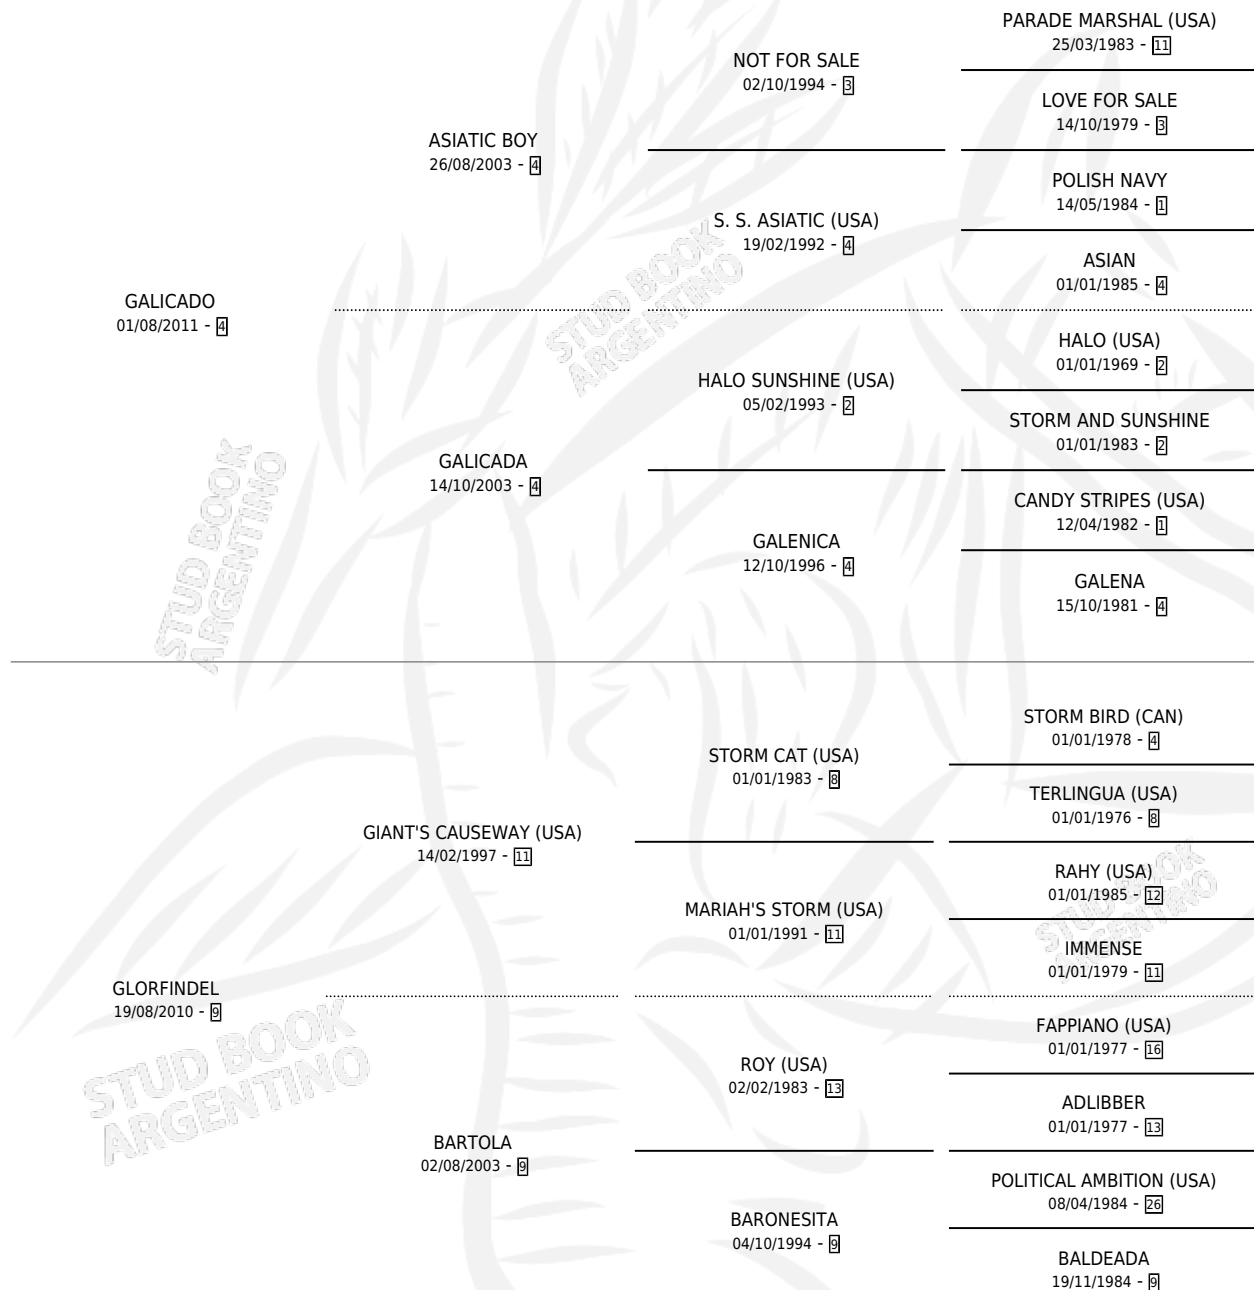 PARADE MARSHAL (USA)
25/03/1983 - 11
NOT FOR SALE
02/10/1994 - 3
LOVE FOR SALE
14/10/1979 - 3
ASIATIC BOY
26/08/2003 - 4
POLISH NAVY
14/05/1984 - 1
S. S. ASIATIC (USA)
19/02/1992 - 4
ASIAN
01/01/1985 - 4
GALICADO
01/08/2011 - 4
STUD BOOK
ARGENTINO
HALO (USA)
01/01/1969 - 2
HALO SUNSHINE (USA)
05/02/1993 - 2
STORM AND SUNSHINE
01/01/1983 - 2
GALICADA
14/10/2003 - 4
CANDY STRIPES (USA)
12/04/1982 - 1
GALENICA
12/10/1996 - 4
GALENA
15/10/1981 - 4
STUD BOOK
ARGENTINO
STORM BIRD (CAN)
01/01/1978 - 4
STORM CAT (USA)
01/01/1983 - 8
TERLINGUA (USA)
01/01/1976 - 8
GIANT'S CAUSEWAY (USA)
14/02/1997 - 11
RAHY (USA)
01/01/1985 - 12
MARIAH'S STORM (USA)
01/01/1991 - 11
STUD BOOK
ARGENTINO
IMMENSE
01/01/1979 - 11
GLORFINDEL
19/08/2010 - 9
STUD BOOK
ARGENTINO
FAPPIANO (USA)
01/01/1977 - 16
ROY (USA)
02/02/1983 - 13
ADLIBBER
01/01/1977 - 13
BARTOLA
02/08/2003 - 9
POLITICAL AMBITION (USA)
08/04/1984 - 26
BARONESITA
04/10/1994 - 9
BALDEADA
19/11/1984 - 9